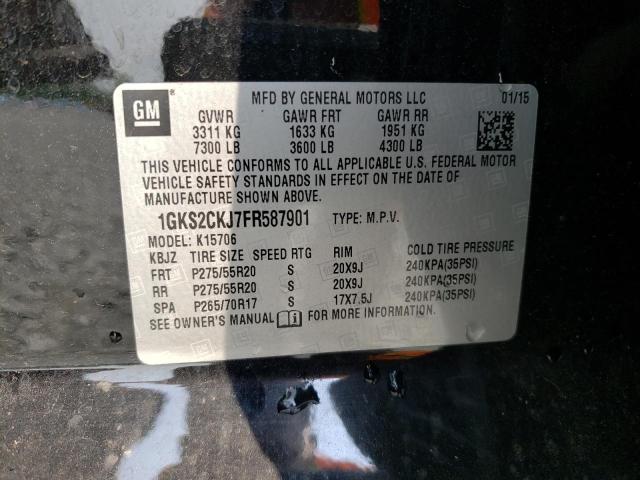 GM ®
MFD BY GENERAL MOTORS LLC 01/15
GVWR GAWR FRT GAWR RR
3311 KG 1633 KG 1951 KG
7300 LB 3600 LB 4300 LB
THIS VEHICLE CONFORMS TO ALL APPLICABLE U.S. FEDERAL MOTOR
VEHICLE SAFETY STANDARDS IN EFFECT ON THE DATE OF
MANUFACTURE SHOWN ABOVE.
1GKS2CKJ7FR587901 TYPE: M.P.V.
MODEL: K15706
KBJZ TIRE SIZE SPEED RTG RIM COLD TIRE PRESSURE
FRT P275/55R20 S 20X9J 240KPA(35PSI)
RR P275/55R20 S 20X9J 240KPA(35PSI)
SPA P265/70R17 S 17X7.5J 240KPA(35PSI)
SEE OWNER'S MANUAL FOR MORE INFORMATION.